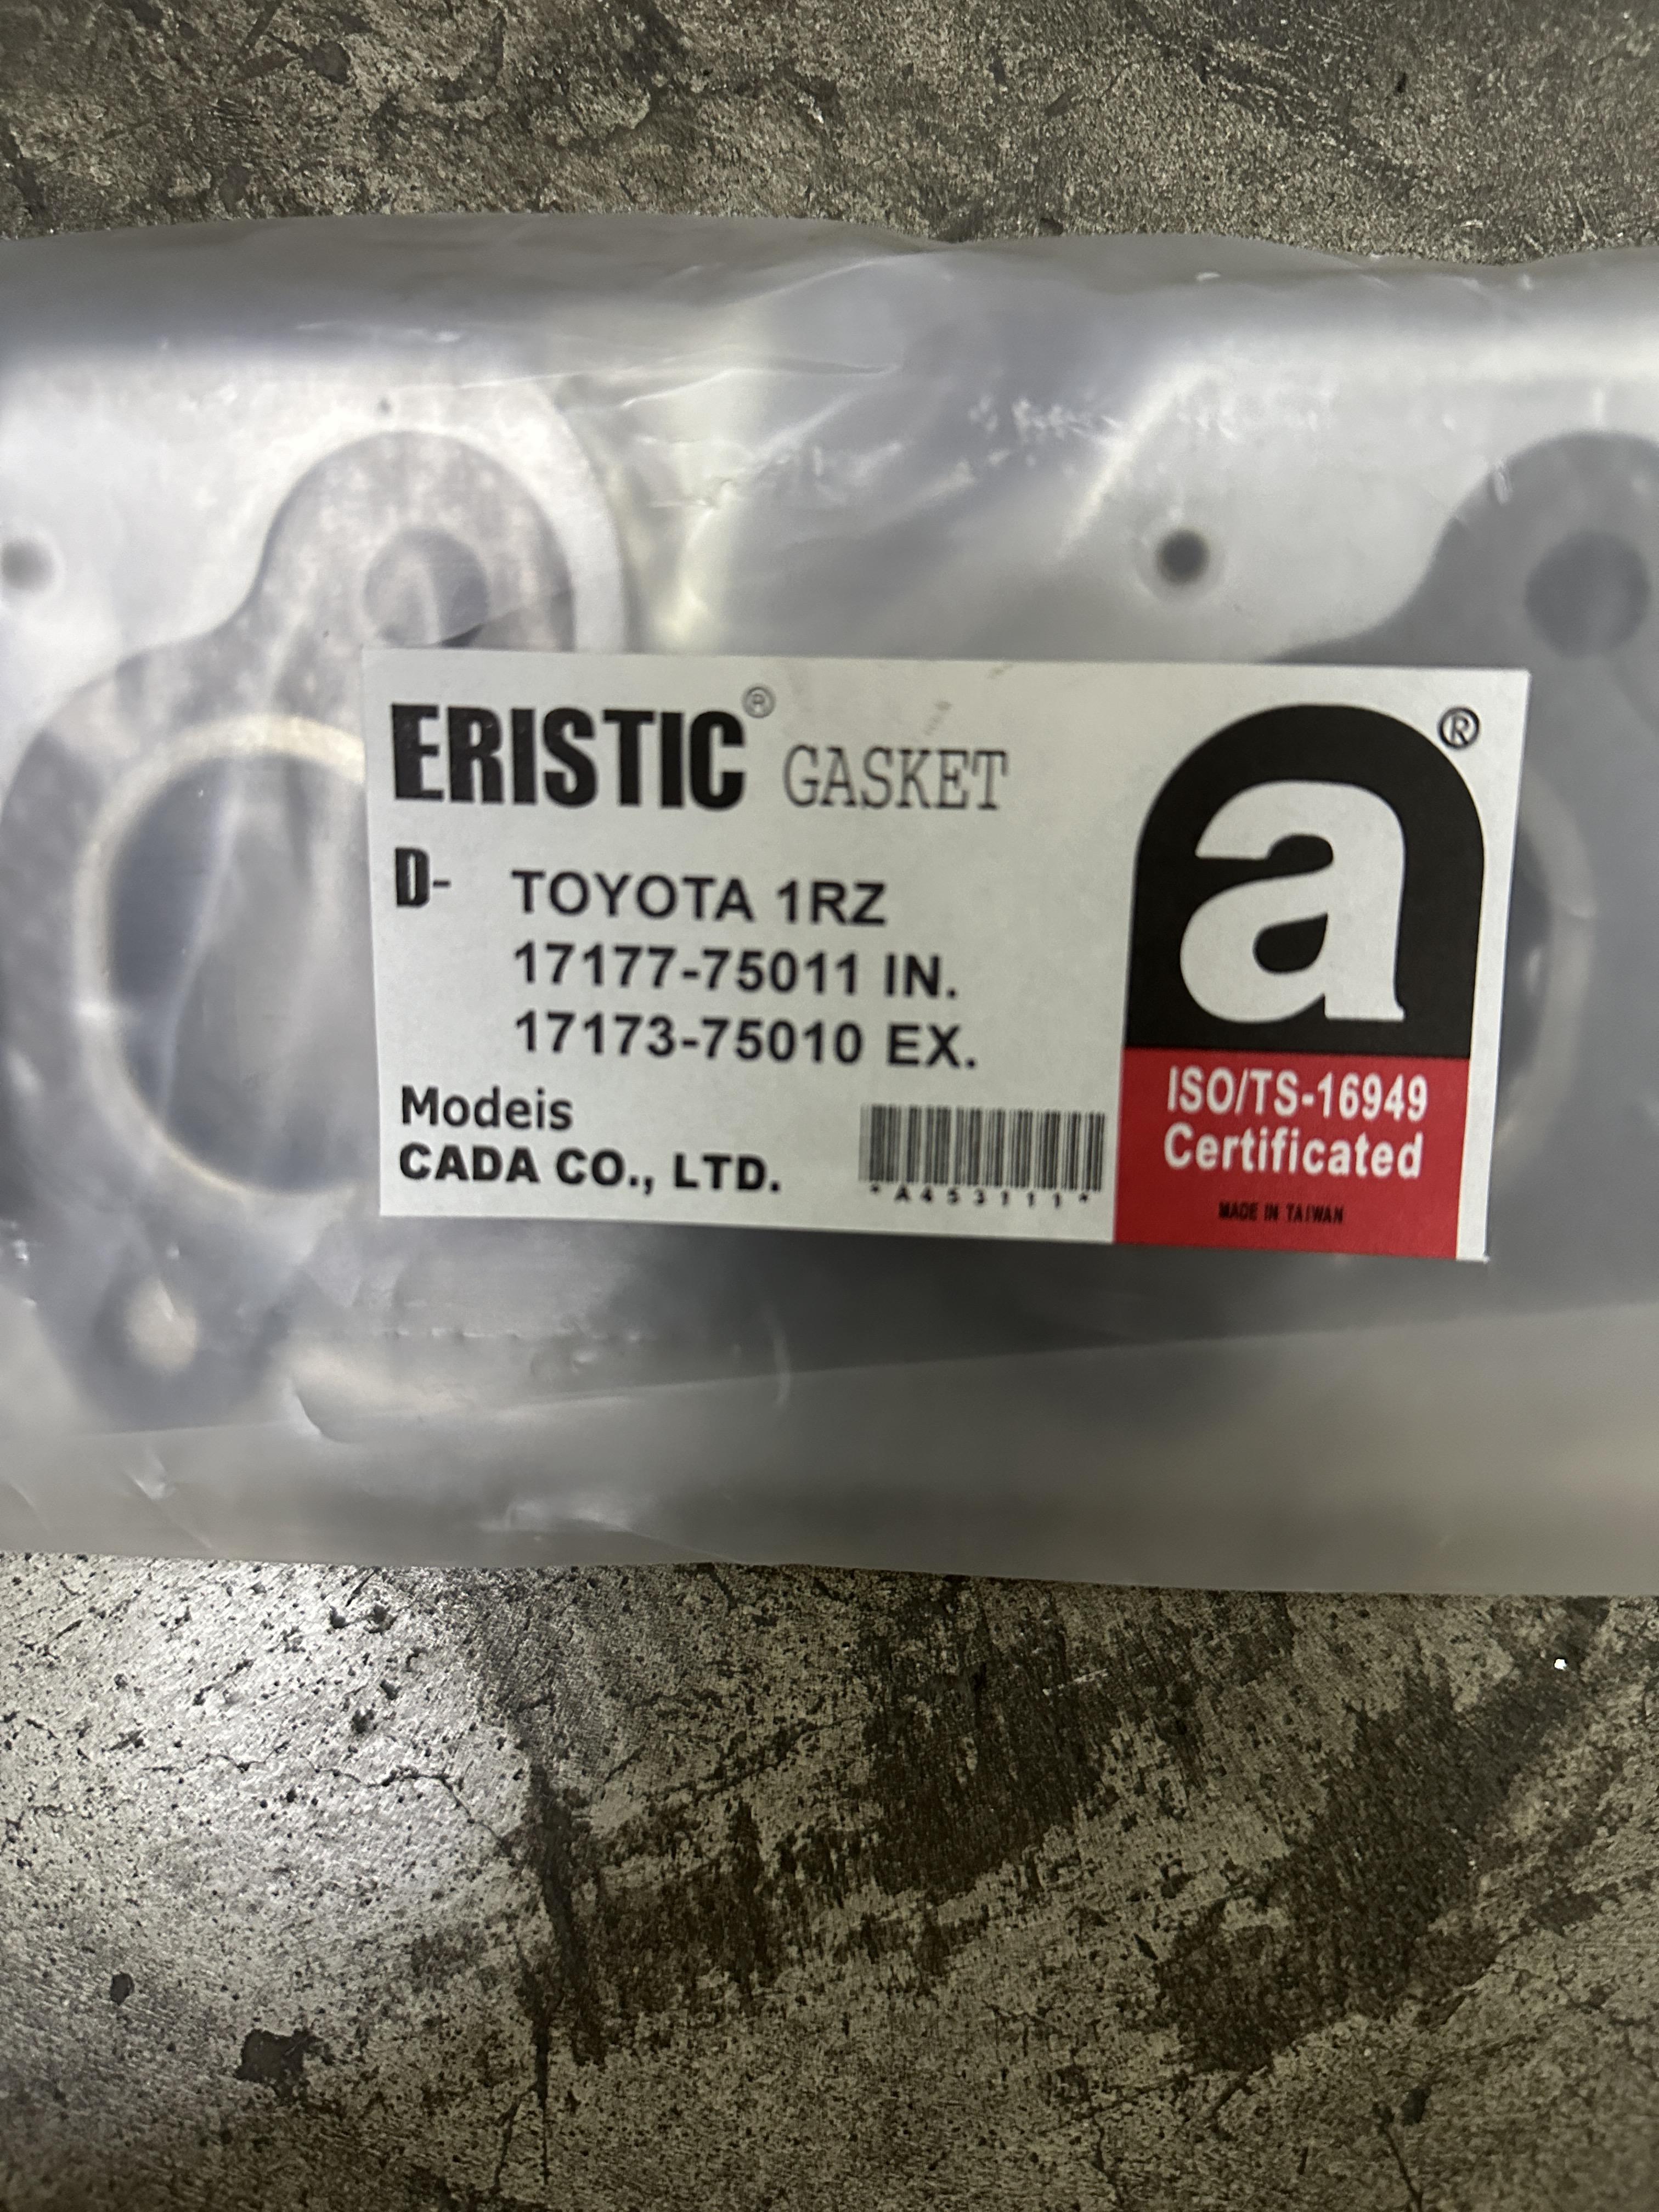 ERISTIC® GASKET
D- TOYOTA 1RZ
17177-75011 IN.
17173-75010 EX.
Modeis
CADA CO., LTD.
*A453111*
a®
ISO/TS-16949
Certificated
MADE IN TAIWAN